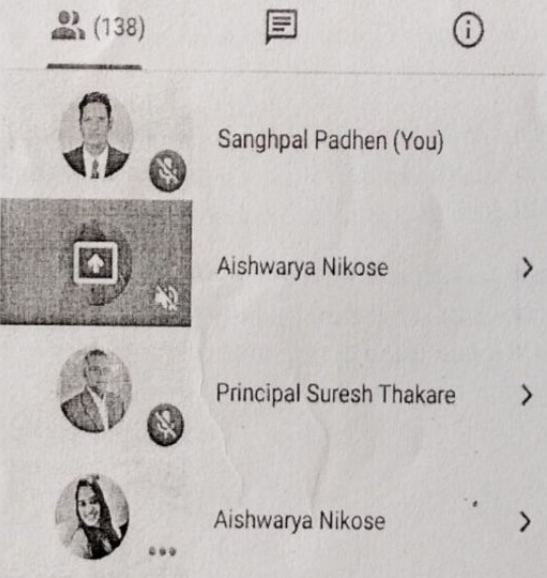 (138)
Sanghpal Padhen (You)
Aishwarya Nikose
Principal Suresh Thakare
Aishwarya Nikose